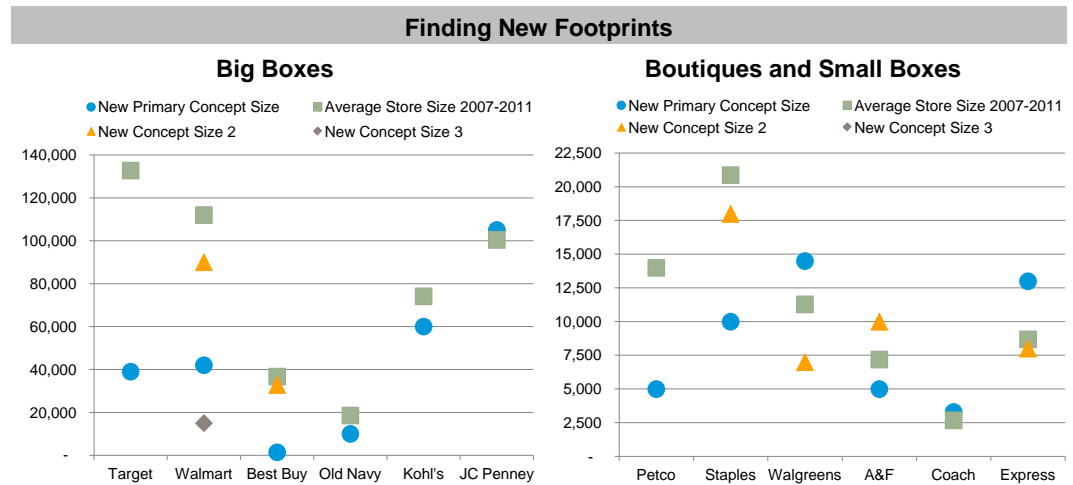 Finding New Footprints
Big Boxes
New Primary Concept Size
Average Store Size 2007-2011
New Concept Size 2
New Concept Size 3
140,000
120,000
100,000
80,000
60,000
40,000
20,000
-
Target
Walmart
Best Buy
Old Navy
Kohl's
JC Penney
Boutiques and Small Boxes
New Primary Concept Size
Average Store Size 2007-2011
New Concept Size 2
New Concept Size 3
22,500
20,000
17,500
15,000
12,500
10,000
7,500
5,000
2,500
-
Petco
Staples
Walgreens
A&F
Coach
Express